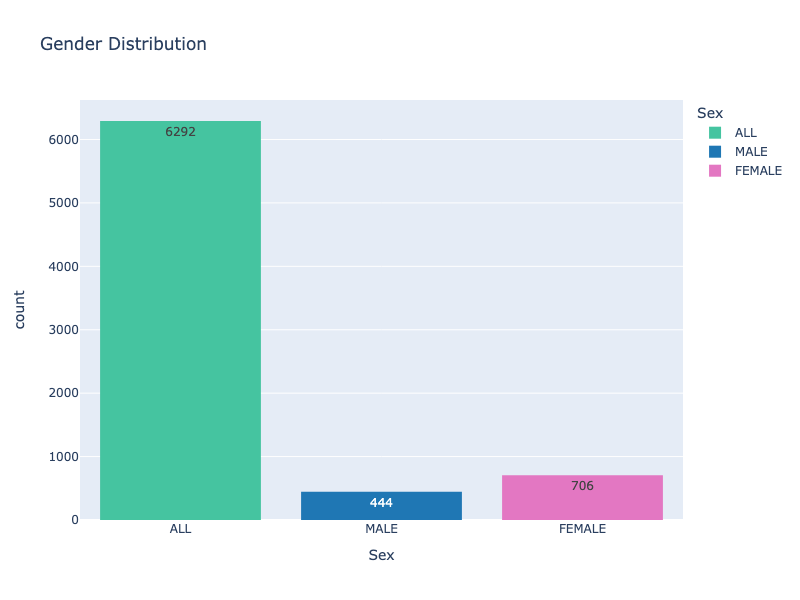 Gender Distribution
Sex
ALL
MALE
FEMALE
6292
444
706
6000
5000
4000
3000
2000
1000
0
count
ALL
MALE
FEMALE
Sex